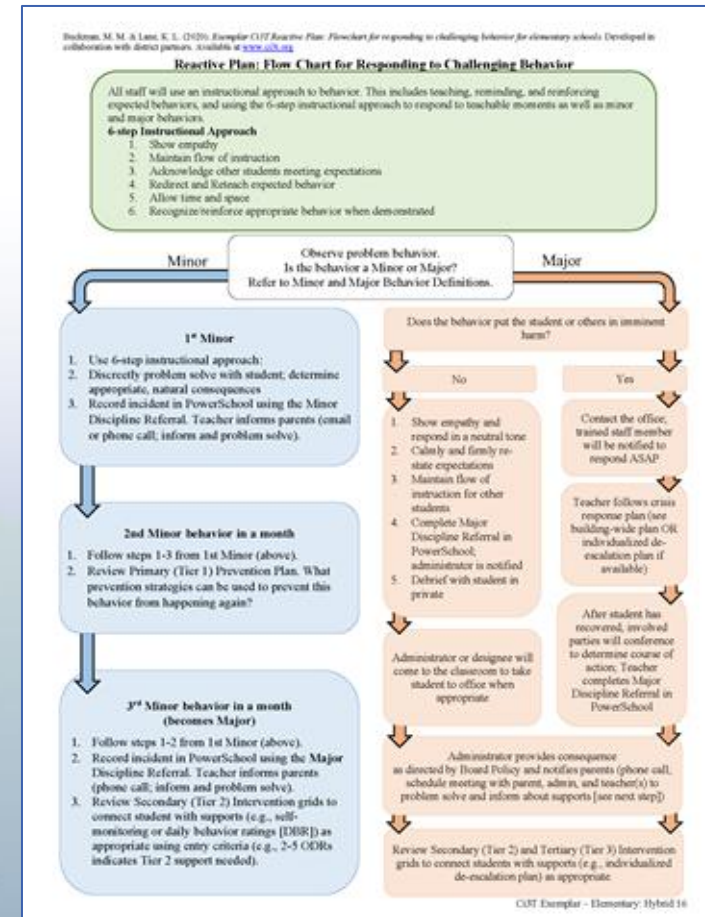 Buckman, M. M. & Lane, K. L. (2020). Exemplar Ci3T Reactive Plan: Flowchart for responding to challenging behavior for elementary schools. Developed in
collaboration with district partners. Available at www.ci3t.org
Reactive Plan: Flow Chart for Responding to Challenging Behavior
All staff will use an instructional approach to behavior. This includes teaching, reminding, and reinforcing
expected behaviors, and using the 6-step instructional approach to respond to teachable moments as well as minor
and major behaviors.
6-step Instructional Approach
1. Show empathy
2. Maintain flow of instruction
3. Acknowledge other students meeting expectations
4. Redirect and Reteach expected behavior
5. Allow time and space
6. Recognize/reinforce appropriate behavior when demonstrated
Observe problem behavior.
Is the behavior a Minor or Major?
Refer to Minor and Major Behavior Definitions.
Minor
Major
1st Minor
1. Use 6-step instructional approach:
2. Discreetly problem solve with student; determine
appropriate, natural consequences
3. Record incident in PowerSchool using the Minor
Discipline Referral. Teacher informs parents (email
or phone call; inform and problem solve).
2nd Minor behavior in a month
1. Follow steps 1-3 from 1st Minor (above).
2. Review Primary (Tier 1) Prevention Plan. What
prevention strategies can be used to prevent this
behavior from happening again?
3rd Minor behavior in a month
(becomes Major)
1. Follow steps 1-2 from 1st Minor (above).
2. Record incident in PowerSchool using the Major
Discipline Referral. Teacher informs parents
(phone call; inform and problem solve).
3. Review Secondary (Tier 2) Intervention grids to
connect student with supports (e.g., self-
monitoring or daily behavior ratings [DBR]) as
appropriate using entry criteria (e.g., 2-5 ODRs
indicates Tier 2 support needed).
Does the behavior put the student or others in imminent
harm?
No
1. Show empathy and
respond in a neutral tone
2. Calmly and firmly re-
state expectations
3. Maintain flow of
instruction for other
students
4. Complete Major
Discipline Referral in
PowerSchool;
administrator is notified
5. Debrief with student in
private
Administrator or designee will
come to the classroom to take
student to office when
appropriate
Yes
Contact the office;
trained staff member
will be notified to
respond ASAP
Teacher follows crisis
response plan (see
building-wide plan OR
individualized de-
escalation plan if
available)
After student has
recovered, involved
parties will conference
to determine course of
action; Teacher
completes Major
Discipline Referral in
PowerSchool
Administrator provides consequence
as directed by Board Policy and notifies parents (phone call,
schedule meeting with parent, admin, and teacher(s) to
problem solve and inform about supports [see next step])
Review Secondary (Tier 2) and Tertiary (Tier 3) Intervention
grids to connect students with supports (e.g., individualized
de-escalation plan) as appropriate
Ci3T Exemplar – Elementary: Hybrid 16